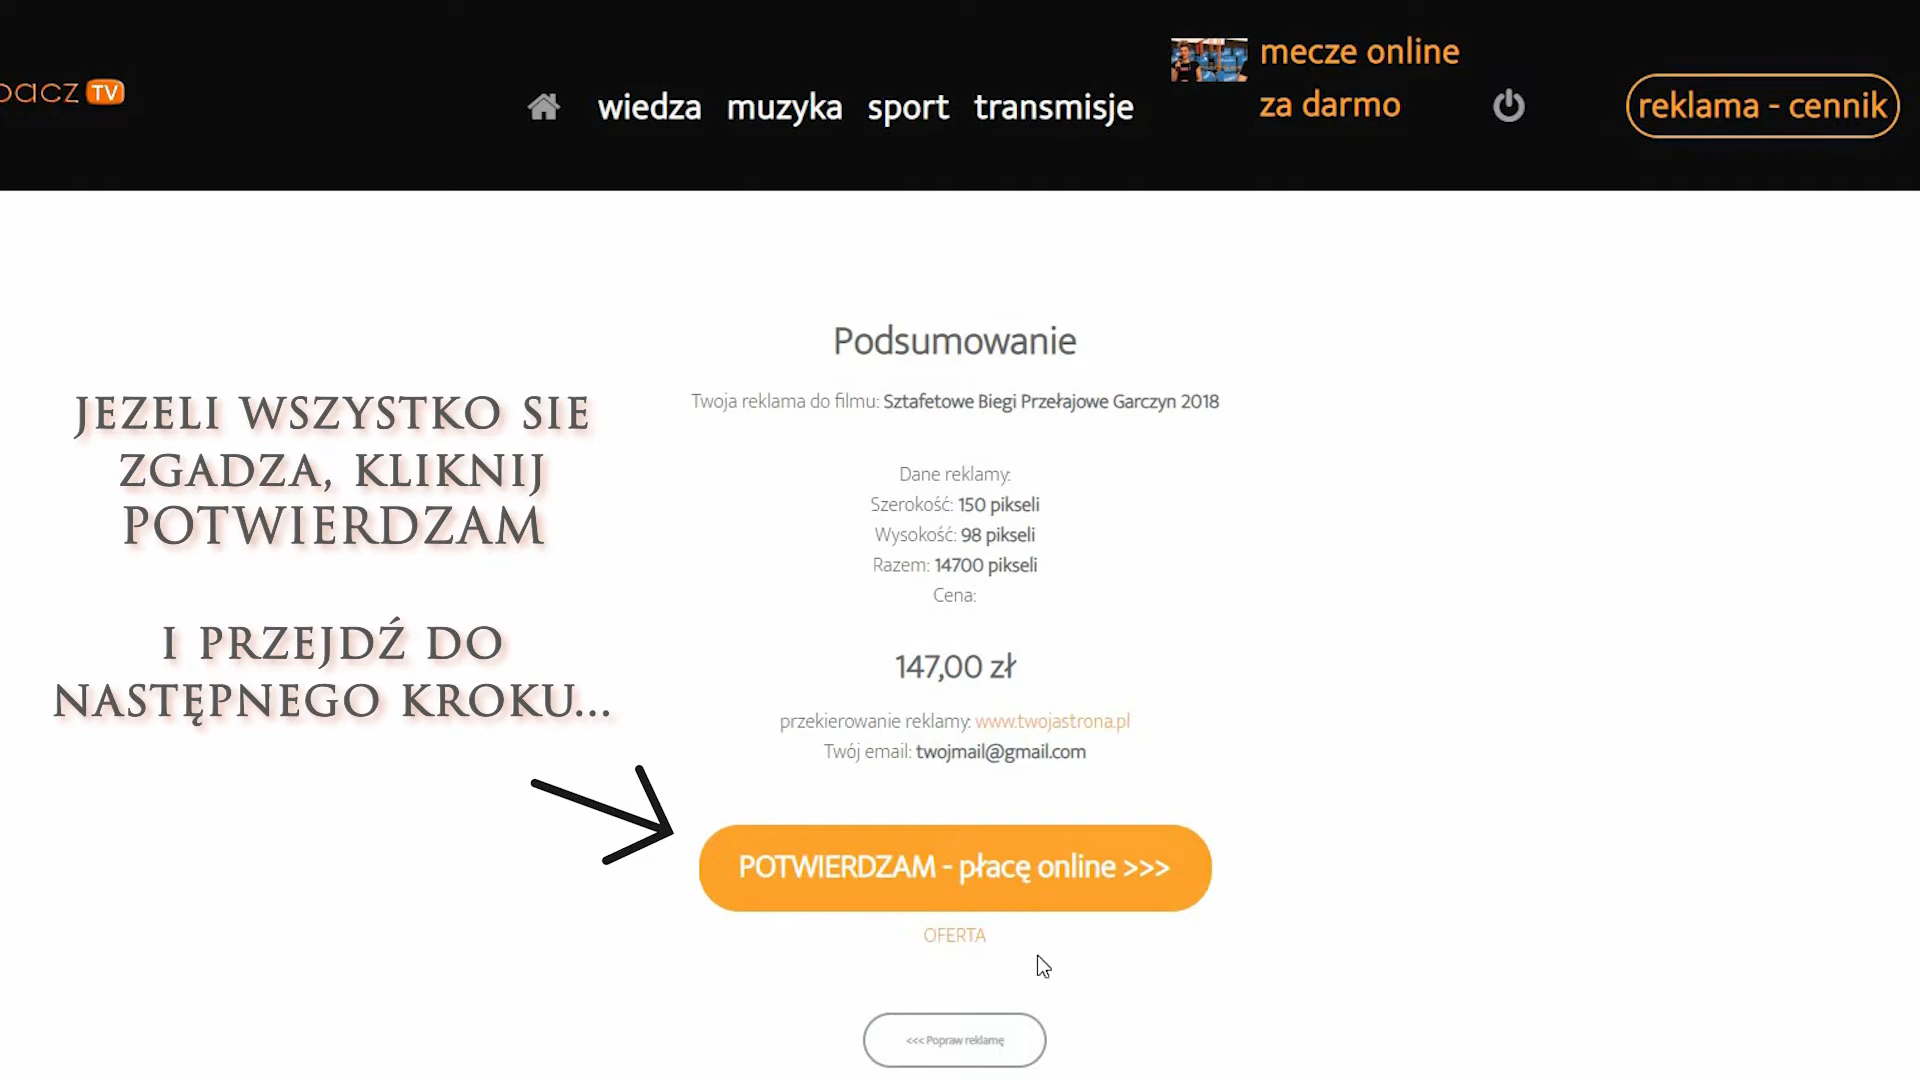 pacz TV
wiedza muzyka sport transmisje
mecze online
za darmo
reklama - cennik
Podsumowanie
Twoja reklama do filmu: Sztafetowe Biegi Przełajowe Garczyn 2018
Dane reklamy:
Szerokość: 150 pikseli
Wysokość: 98 pikseli
Razem: 14700 pikseli
Cena:
147,00 zł
przekierowanie reklamy: www.twojastrona.pl
Twój email: twojmail@gmail.com
POTWIERDZAM - płacę online >>>
OFERTA
<<< Popraw reklamę
JEZELI WSZYSTKO SIE
ZGADZA, KLIKNIJ
POTWIERDZAM
I PRZEJDŹ DO
NASTĘPNEGO KROKU...